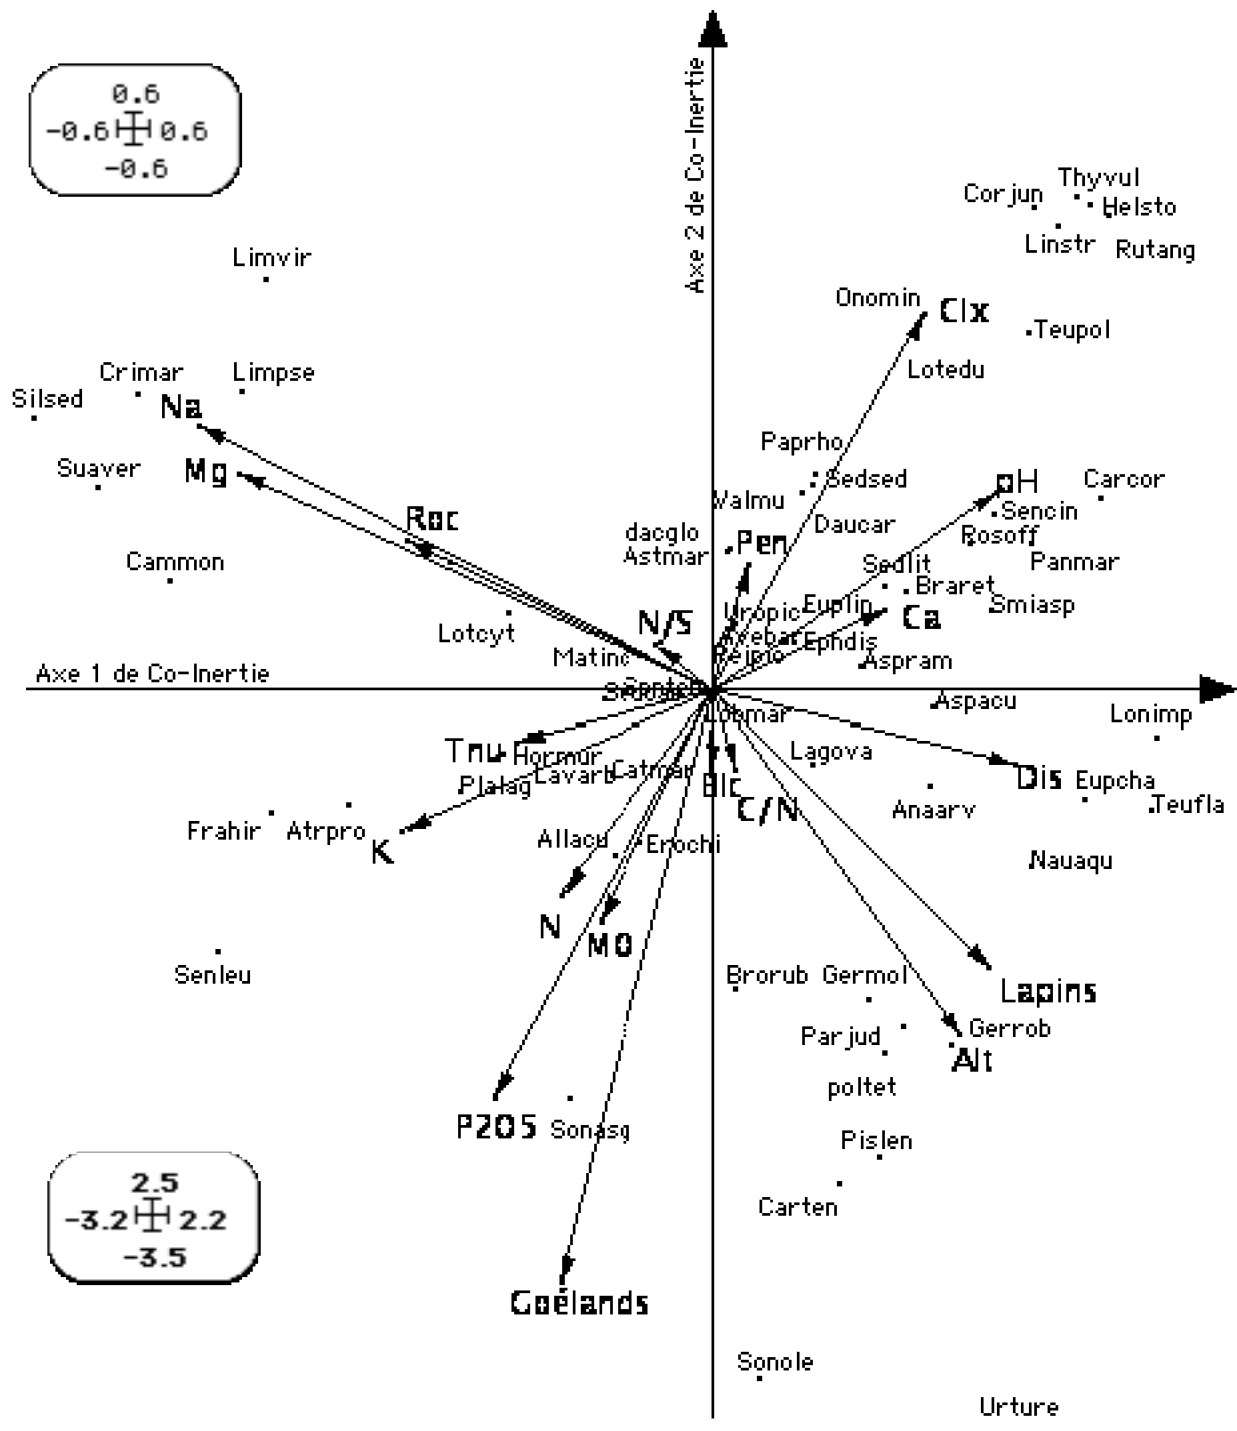 0.6
-0.6 0.6
-0.6
Axe 2 de Co-Inertie
Thyvul
Corjun
Helsto
Linstr
Rutang
Limvir
Onomin
Clx
Teupol
Lotedu
Crimar
Limpse
Silsed
Na
Paprho
Suaver
Mg
Sedsed
pH
Carcor
Valmu
Sencin
Roc
Daucar
dacglo
Rosoff
Astmar
Pen
Cammon
Sedlit
Panmar
Braret
Euplin
Smiasp
N/S
Ca
Lotcyt
Ephdis
Aspram
Axe 1 de Co-Inertie
Aspacu
Lonimp
Tnu
Hormur
Lagova
Plalag
Lavarb
Catmar
Dis
Eupcha
Blc
C/N
Anaarv
Teufla
Frahir
Atrpro
K
Allacu
Erochi
Nauaqu
N
MO
Senleu
Brorub
Germol
Lapins
Parjud
Gerrob
Alt
poltet
P2O5
Sonasg
Pislen
Carten
2.5
-3.2 2.2
-3.5
Goélands
Sonole
Urture